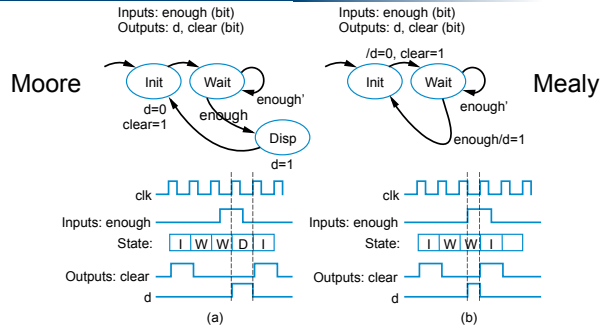 Inputs: enough (bit)
Outputs: d, clear (bit)
Moore
Init
Wait
enough'
enough
d=0
clear=1
Disp
d=1
clk
Inputs: enough
State: I W W D I
Outputs: clear
d
(a)
Inputs: enough (bit)
Outputs: d, clear (bit)
/d=0, clear=1
Init
Wait
Mealy
enough'
enough/d=1
clk
Inputs: enough
State: I W W I
Outputs: clear
d
(b)